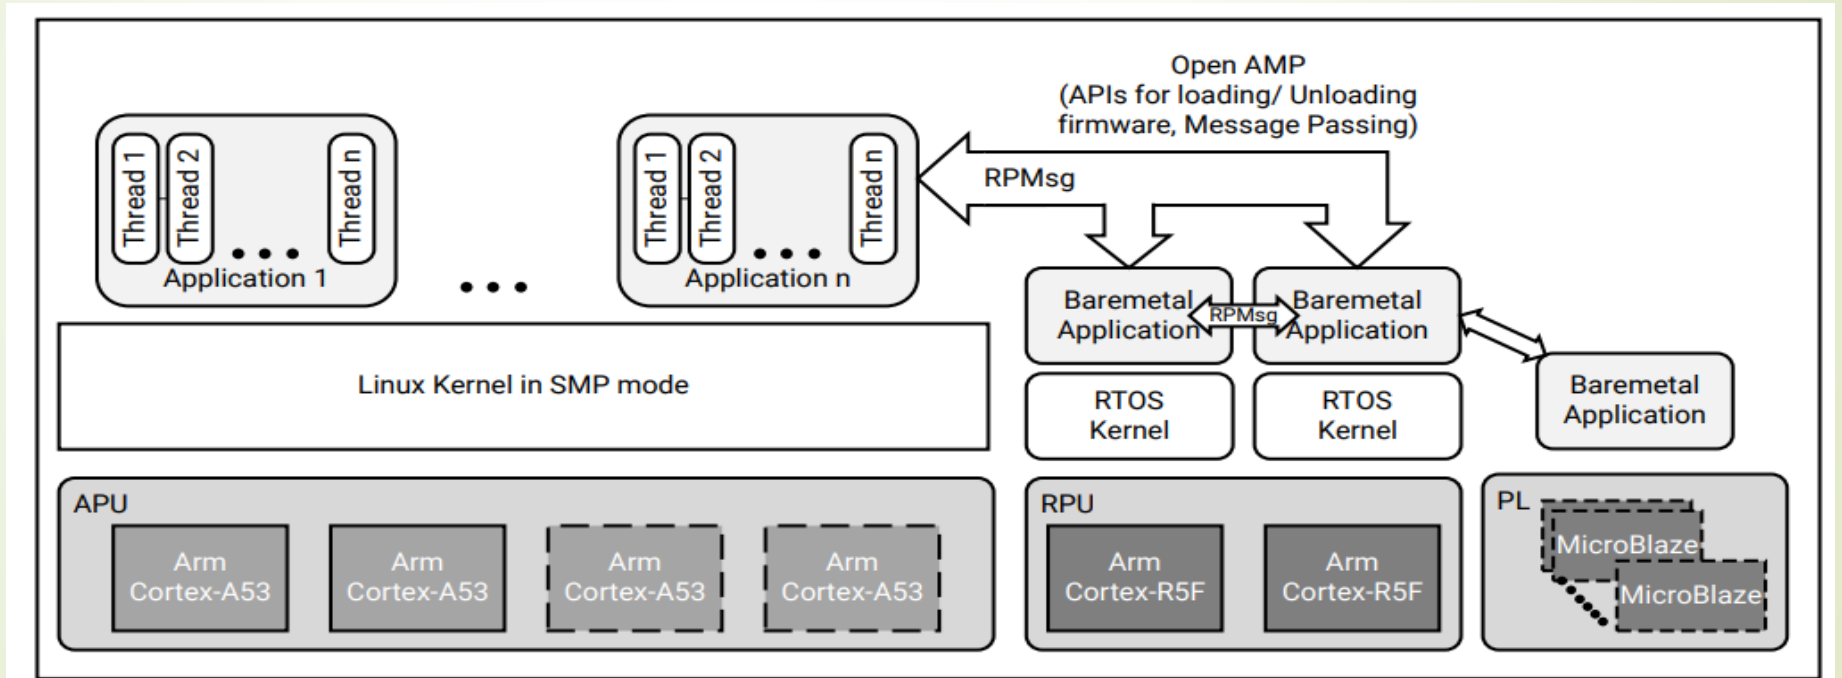 Open AMP
(APIs for loading/ Unloading
firmware, Message Passing)
Thread 1
Thread 2
Thread n
Application 1
Thread 1
Thread 2
Thread n
Application n
RPMsg
Baremetal
Application
RPMsg
Baremetal
Application
Baremetal
Application
Linux Kernel in SMP mode
RTOS
Kernel
RTOS
Kernel
APU
Arm
Cortex-A53
Arm
Cortex-A53
Arm
Cortex-A53
Arm
Cortex-A53
RPU
Arm
Cortex-R5F
Arm
Cortex-R5F
PL
MicroBlaze
MicroBlaze